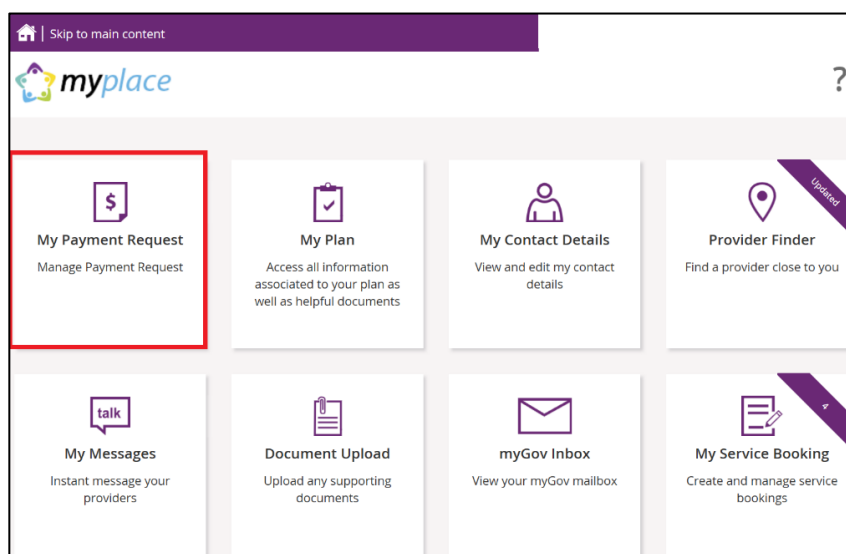 Skip to main content
myplace
?
$
My Payment Request
Manage Payment Request
My Plan
Access all information
associated to your plan as
well as helpful documents
My Contact Details
View and edit my contact
details
Updated
Provider Finder
Find a provider close to you
talk
My Messages
Instant message your
providers
Document Upload
Upload any supporting
documents
myGov Inbox
View your myGov mailbox
4
My Service Booking
Create and manage service
bookings